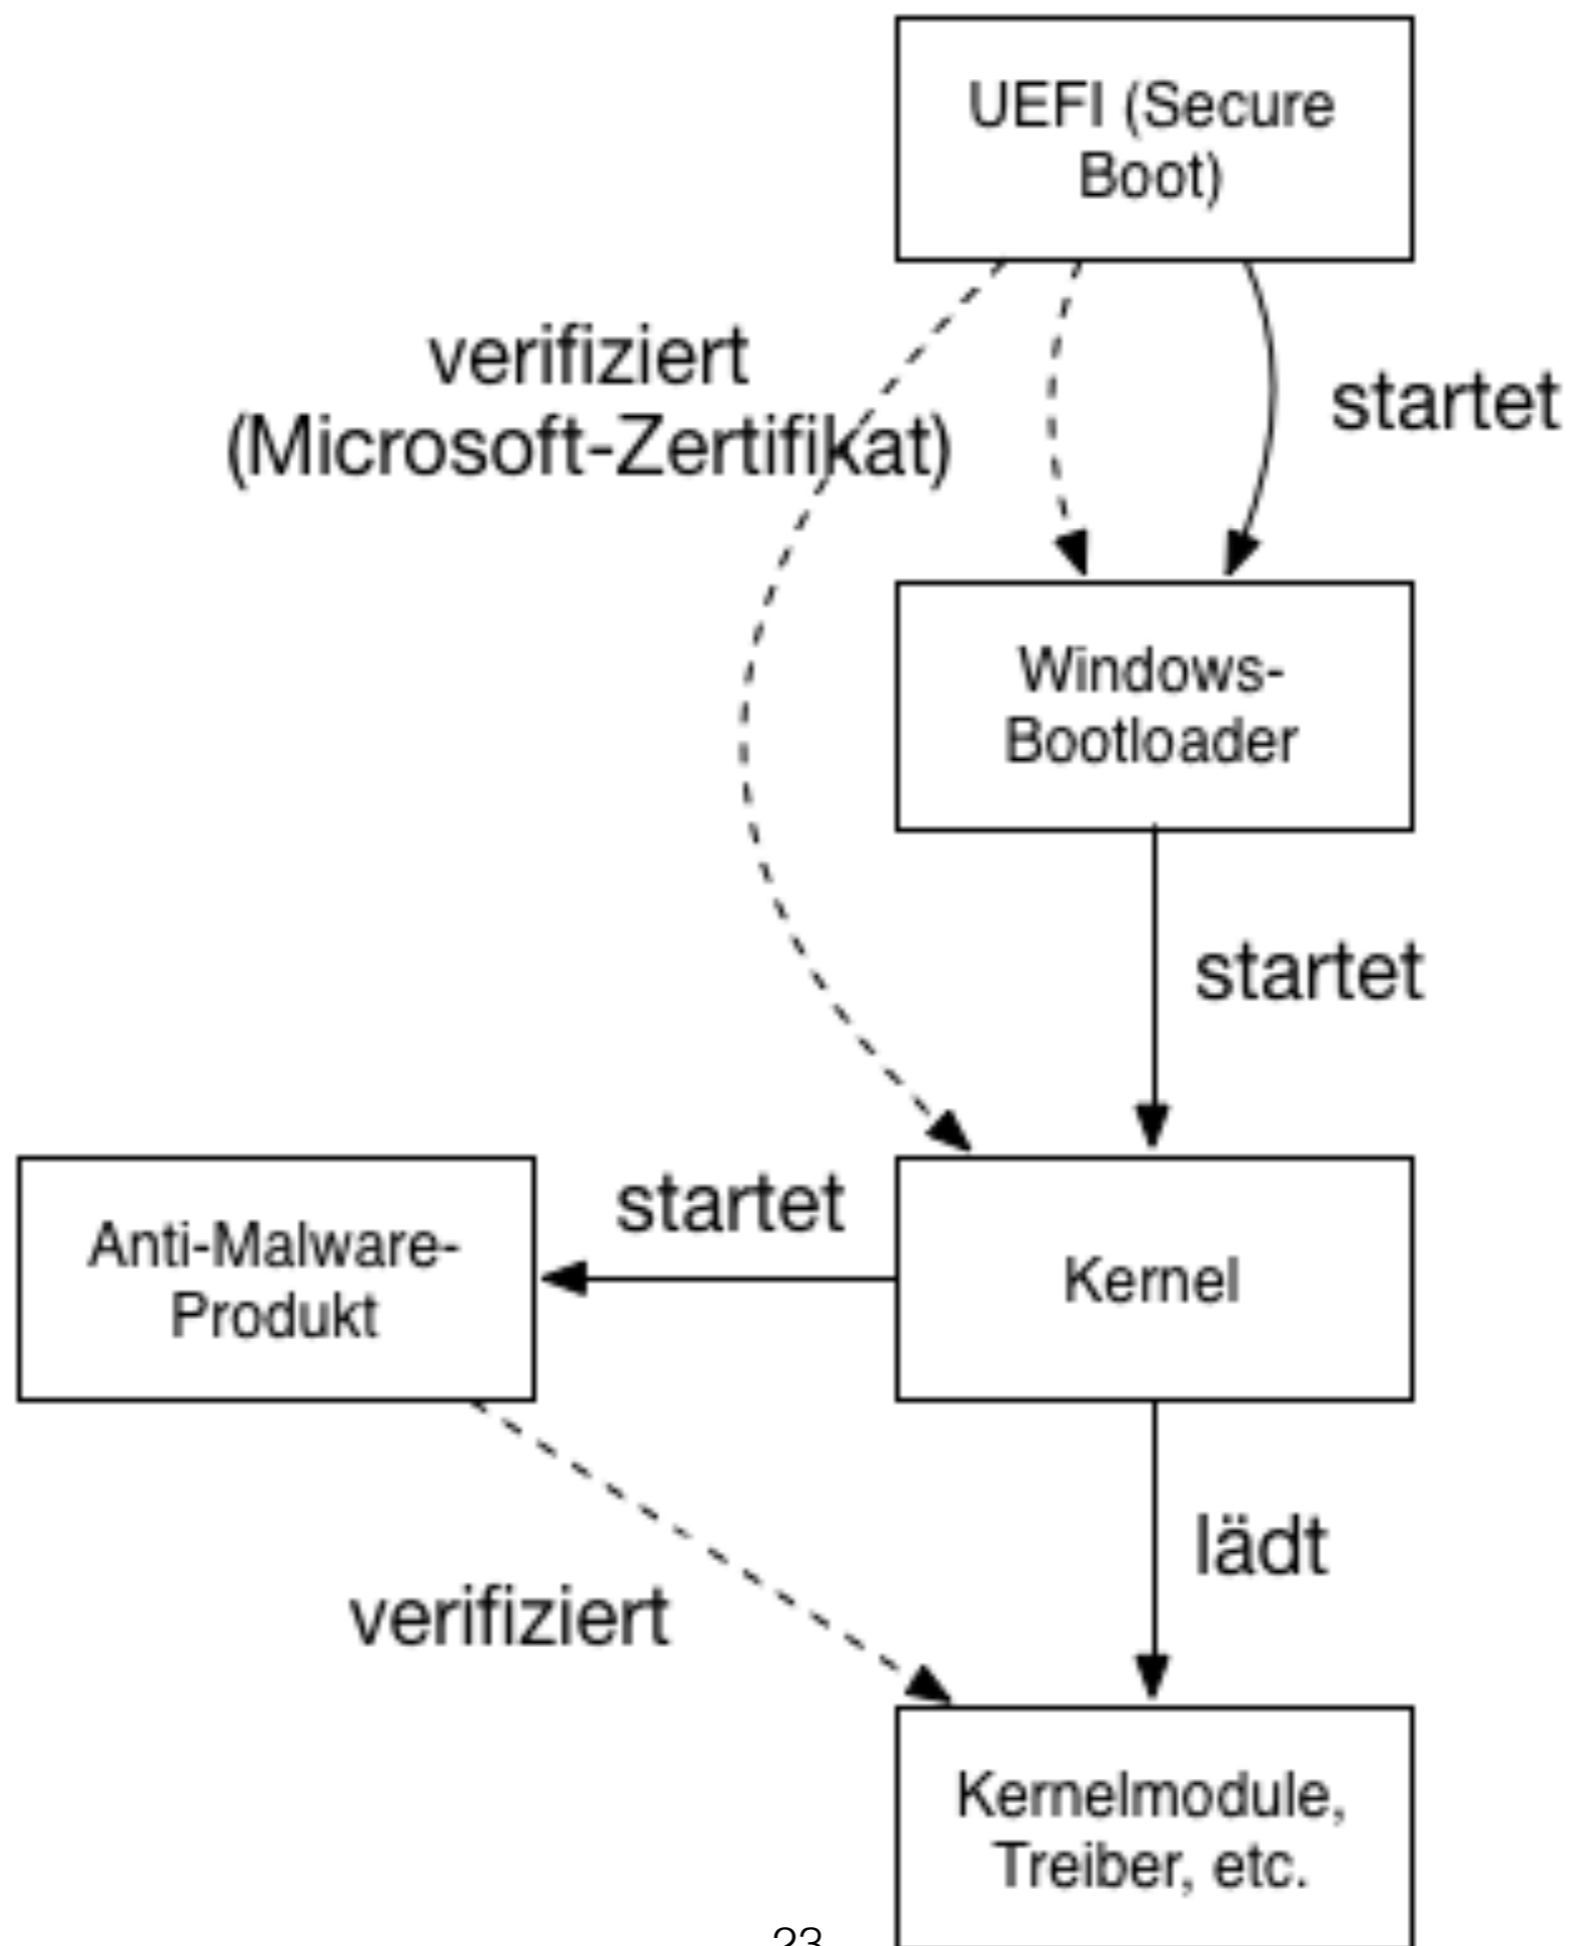 UEFI (Secure
Boot)
verifiziert
(Microsoft-Zertifikat)
startet
Windows-
Bootloader
startet
startet
Anti-Malware-
Produkt
Kernel
lädt
verifiziert
Kernelmodule,
Treiber, etc.
23